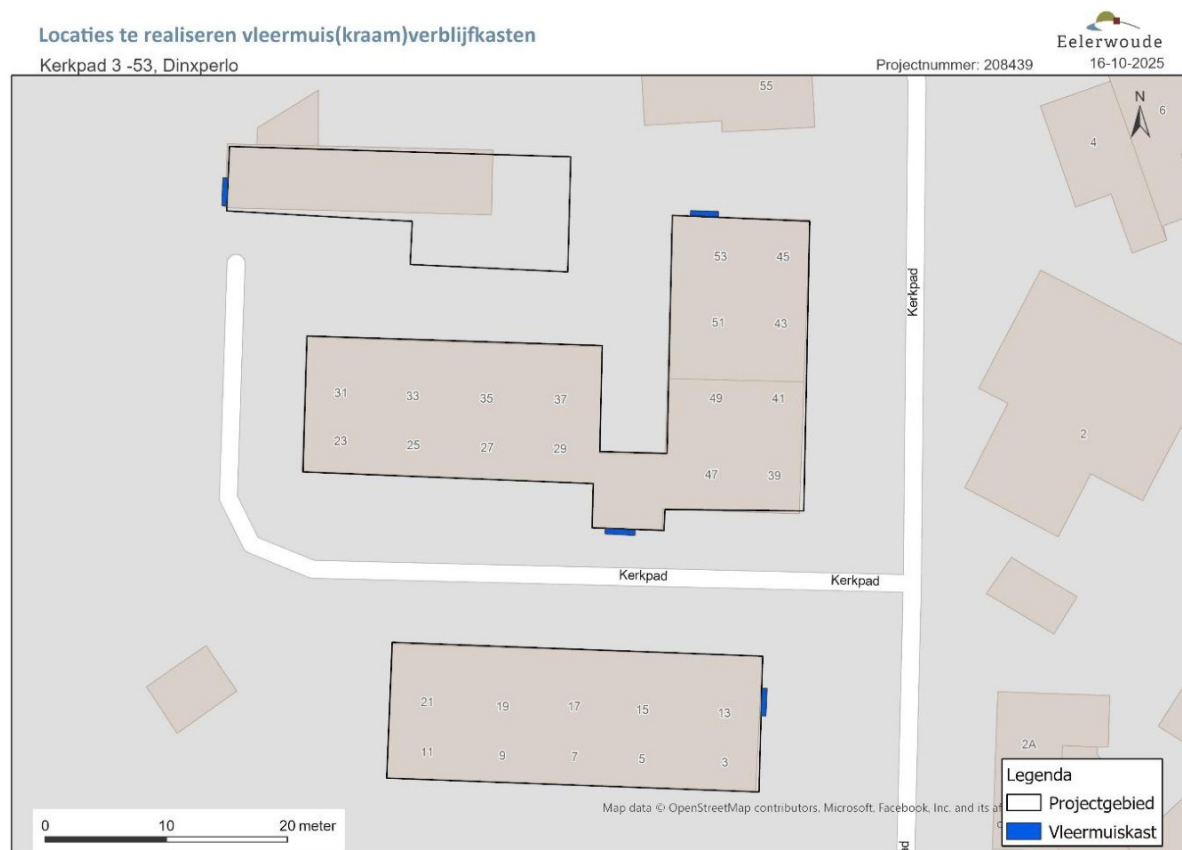 Locaties te realiseren vleermuis(kraam)verblijfkasten
Eelerwoude
Kerkpad 3 -53, Dinxperlo
Projectnummer: 208439
16-10-2025
55
N
6
4
53 45
Kerkpad
51 43
31 33 35 37
49 41
23 25 27 29
2
47 39
Kerkpad
Kerkpad
21 19 17 15 13
11 9 7 5 3
2A
Legenda
Projectgebied
Vleermuiskast
Map data © OpenStreetMap contributors, Microsoft, Facebook, Inc. and its
0 10 20 meter